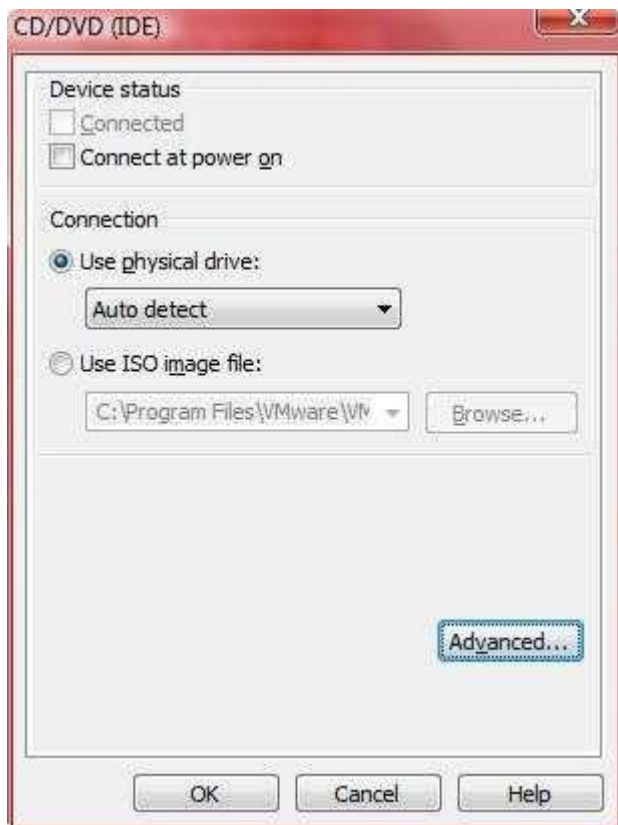 CD/DVD (IDE)
Device status
Connected
Connect at power on
Connection
Use physical drive:
Auto detect
Use ISO image file:
C:\Program Files\VMware\VM Browse...
Advanced...
OK Cancel Help